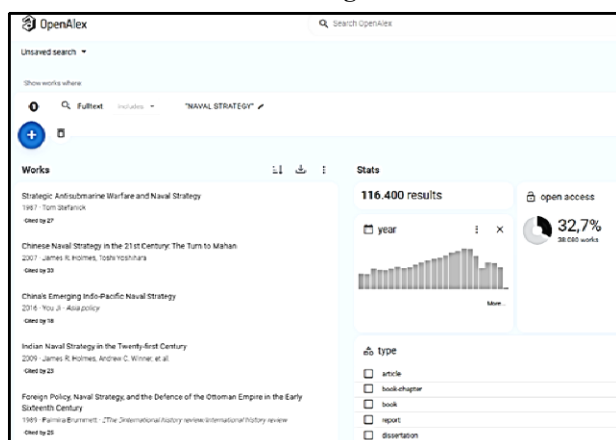 OpenAlex
Search OpenAlex
Unsaved search
Show works where
Fulltext includes "NAVAL STRATEGY"
Works
Strategic Antisubmarine Warfare and Naval Strategy
1987 · Tom Stefanick
Cited by 27
Chinese Naval Strategy in the 21st Century: The Turn to Mahan
2007 · James R. Holmes, Toshi Yoshihara
Cited by 33
China's Emerging Indo-Pacific Naval Strategy
2016 · You Ji · Asia policy
Cited by 18
Indian Naval Strategy in the Twenty-first Century
2009 · James R. Holmes, Andrew C. Winner, et al.
Cited by 23
Foreign Policy, Naval Strategy, and the Defence of the Ottoman Empire in the Early
Sixteenth Century
1989 · Palmira Brummett · international history review/international history review
Cited by 25
Stats
116.400 results
year
More...
open access
32,7%
38.080 works
type
article
book-chapter
book
report
dissertation